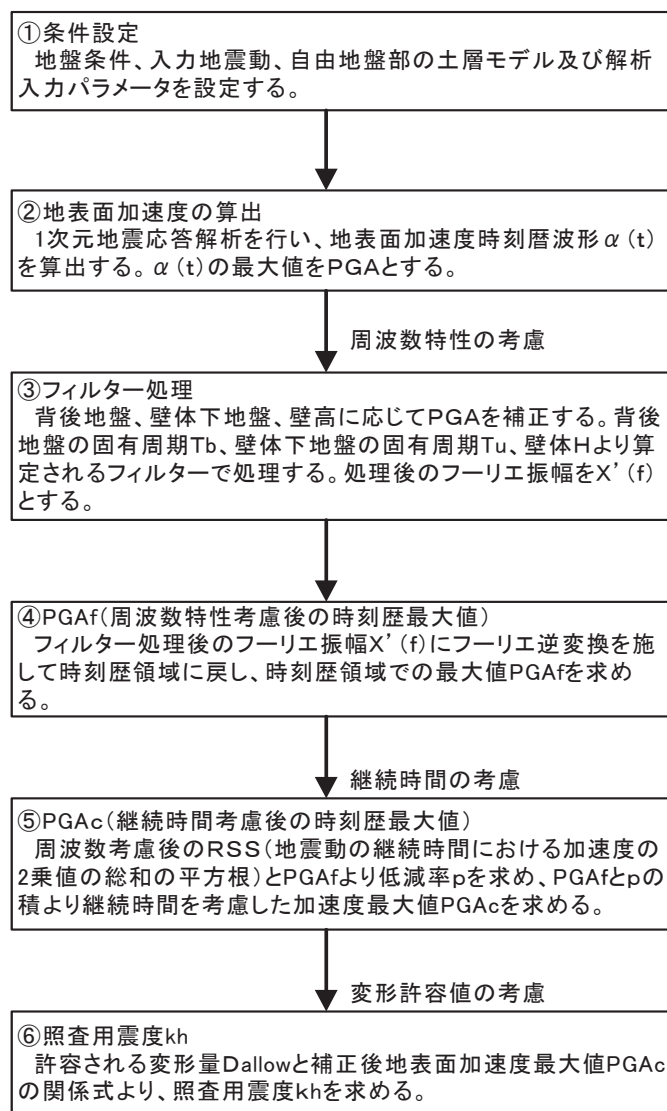 ①条件設定
地盤条件、入力地震動、自由地盤部の土層モデル及び解析
入力パラメータを設定する。
②地表面加速度の算出
1次元地震応答解析を行い、地表面加速度時刻暦波形α(t)
を算出する。α(t)の最大値をPGAとする。
周波数特性の考慮
③フィルター処理
背後地盤、壁体下地盤、壁高に応じてPGAを補正する。背後
地盤の固有周期Tb、壁体下地盤の固有周期Tu、壁体Hより算
定されるフィルターで処理する。処理後のフーリエ振幅をX’(f)
とする。
④PGAf(周波数特性考慮後の時刻歴最大値)
フィルター処理後のフーリエ振幅X’(f)にフーリエ逆変換を施
して時刻歴領域に戻し、時刻歴領域での最大値PGAfを求め
る。
継続時間の考慮
⑤PGAc(継続時間考慮後の時刻歴最大値)
周波数考慮後のRSS(地震動の継続時間における加速度の
2乗値の総和の平方根)とPGAfより低減率pを求め、PGAfとpの
積より継続時間を考慮した加速度最大値PGAcを求める。
変形許容値の考慮
⑥照査用震度kh
許容される変形量Dallowと補正後地表面加速度最大値PGAc
の関係式より、照査用震度khを求める。